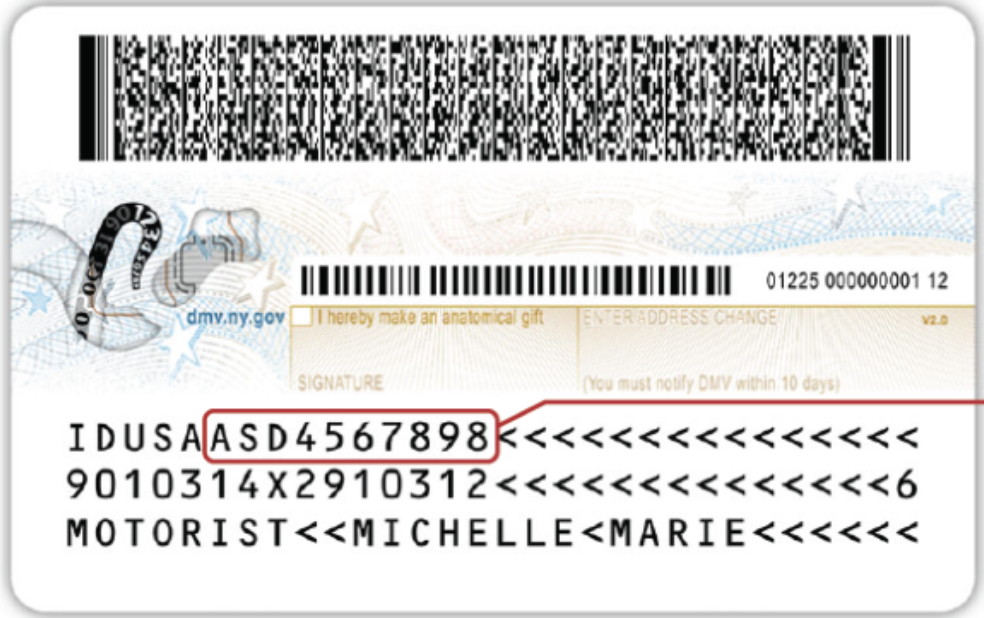 01225 000000001 12
dmv.ny.gov
I hereby make an anatomical gift
ENTER ADDRESS CHANGE
V2.0
SIGNATURE
(You must notify DMV within 10 days)
IDUSAASD4567898<<<<<<<<<<<<<<<
9010314X2910312<<<<<<<<<<<<<<6
MOTORIST<<MICHELLE<MARIE<<<<<<